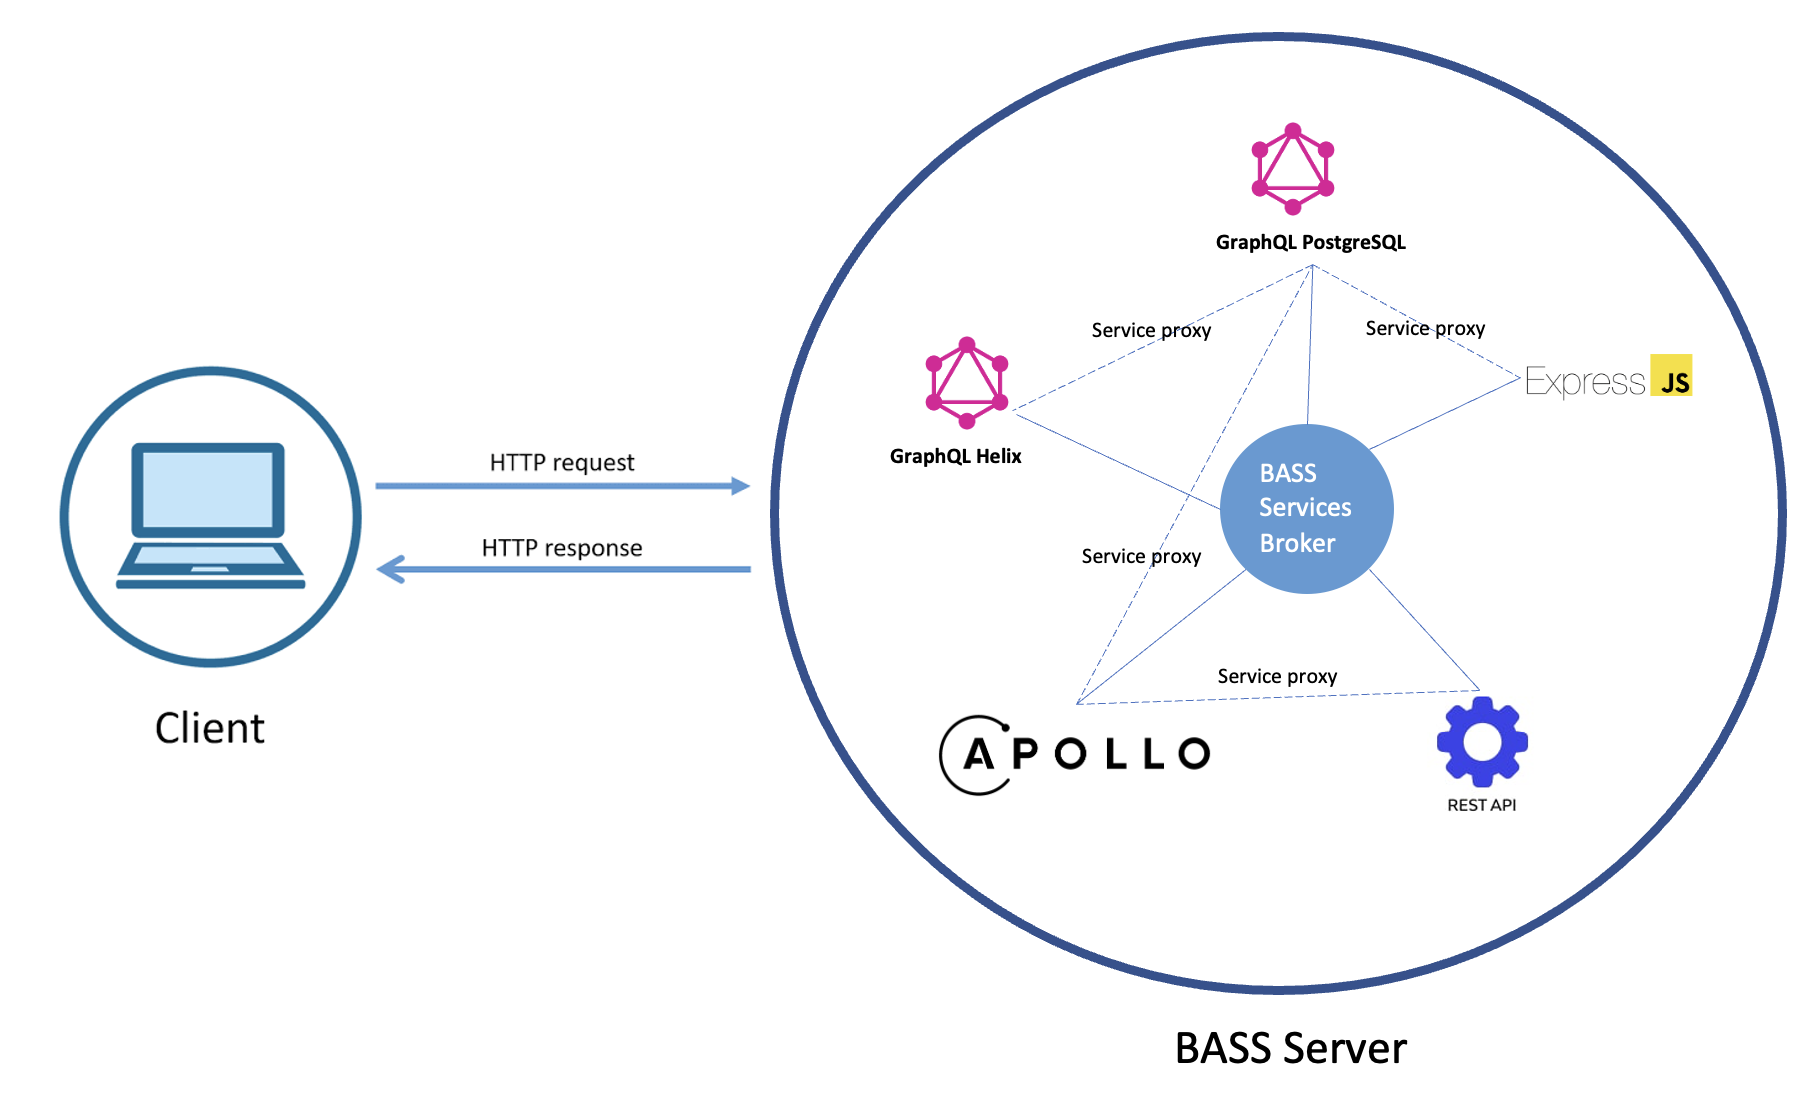 GraphQL PostgreSQL
Service proxy
Service proxy
Express JS
GraphQL Helix
HTTP request
BASS
Services
Broker
HTTP response
Service proxy
Service proxy
Client
APOLLO
REST API
BASS Server